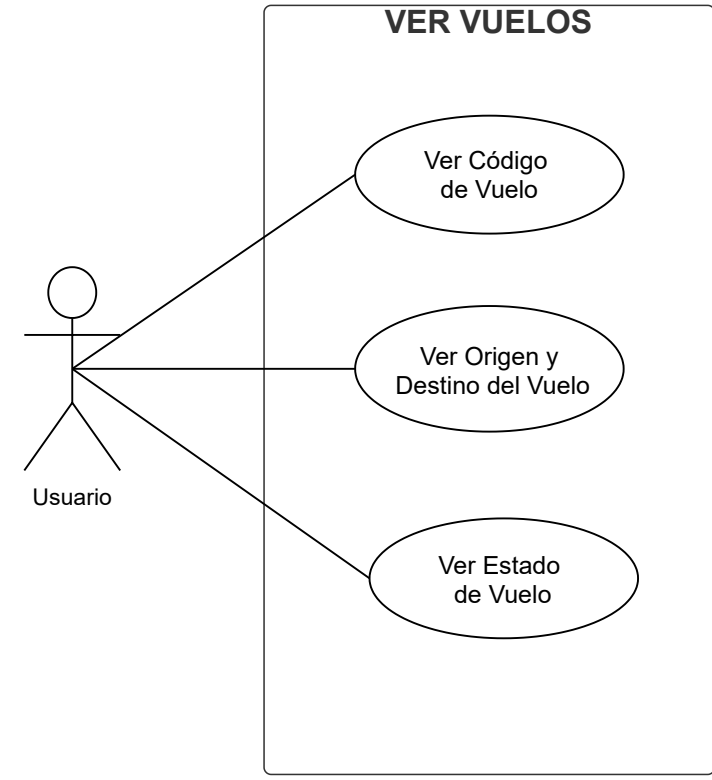 VER VUELOS
Ver Código
de Vuelo
Ver Origen y
Destino del Vuelo
Usuario
Ver Estado
de Vuelo